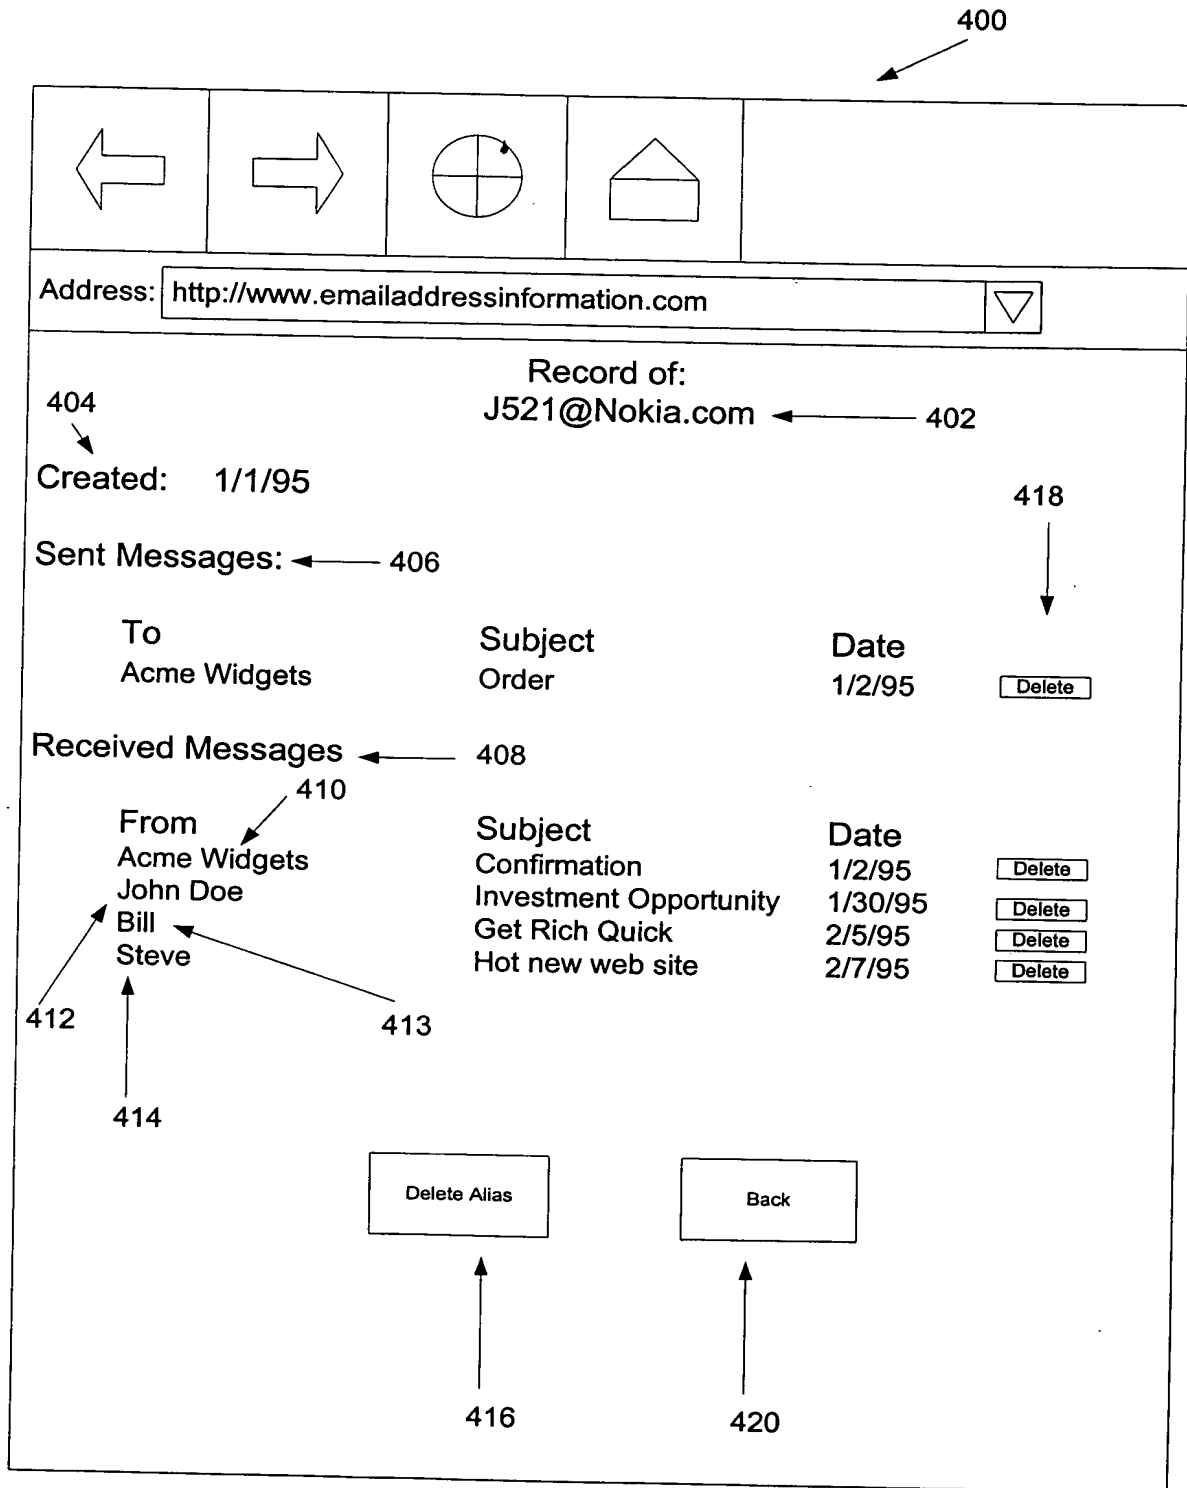 400
Address: http://www.emailaddressinformation.com
Record of:
404
J521@Nokia.com 402
Created: 1/1/95
418
Sent Messages: 406
To Subject Date
Acme Widgets Order 1/2/95 Delete
Received Messages 408
410
From Subject Date
Acme Widgets Confirmation 1/2/95 Delete
John Doe Investment Opportunity 1/30/95 Delete
Bill Get Rich Quick 2/5/95 Delete
Steve Hot new web site 2/7/95 Delete
412 413
414
Delete Alias Back
416 420